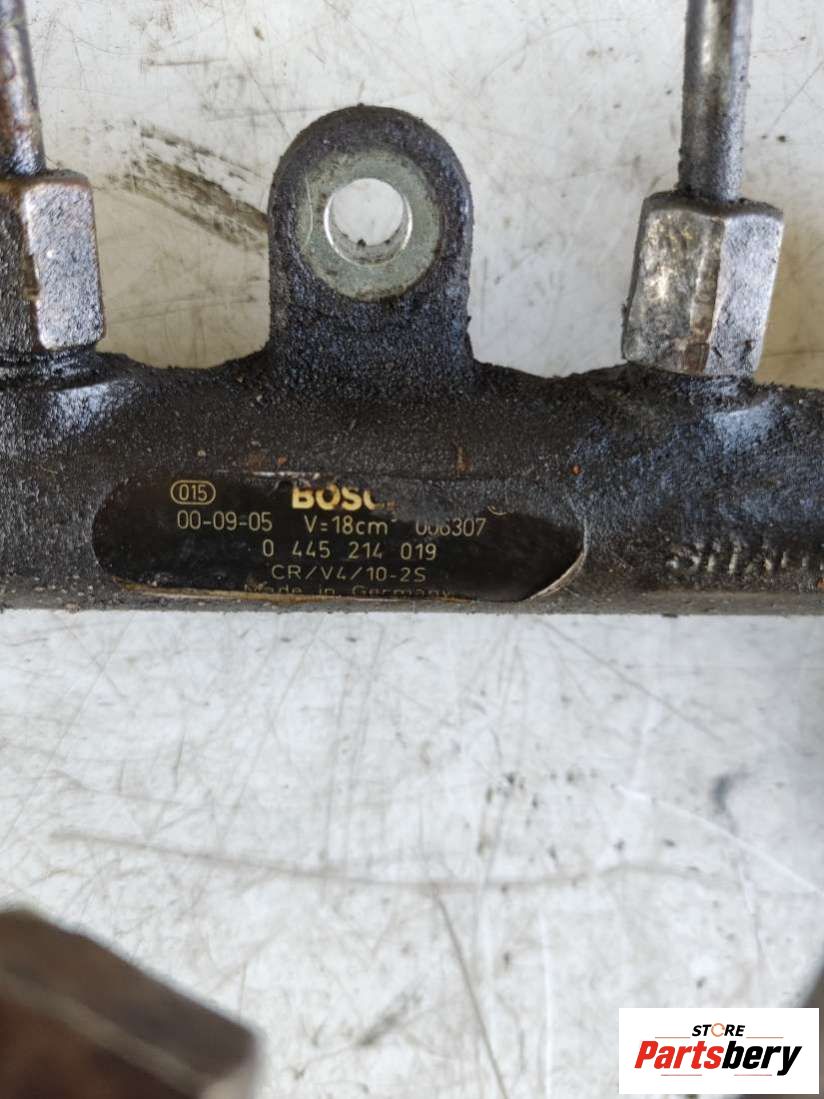 015
00-09-05 V=18cm³ 006307
0 445 214 019
CR/V4/10-2S
Made in Germany
STORE
Partsbery